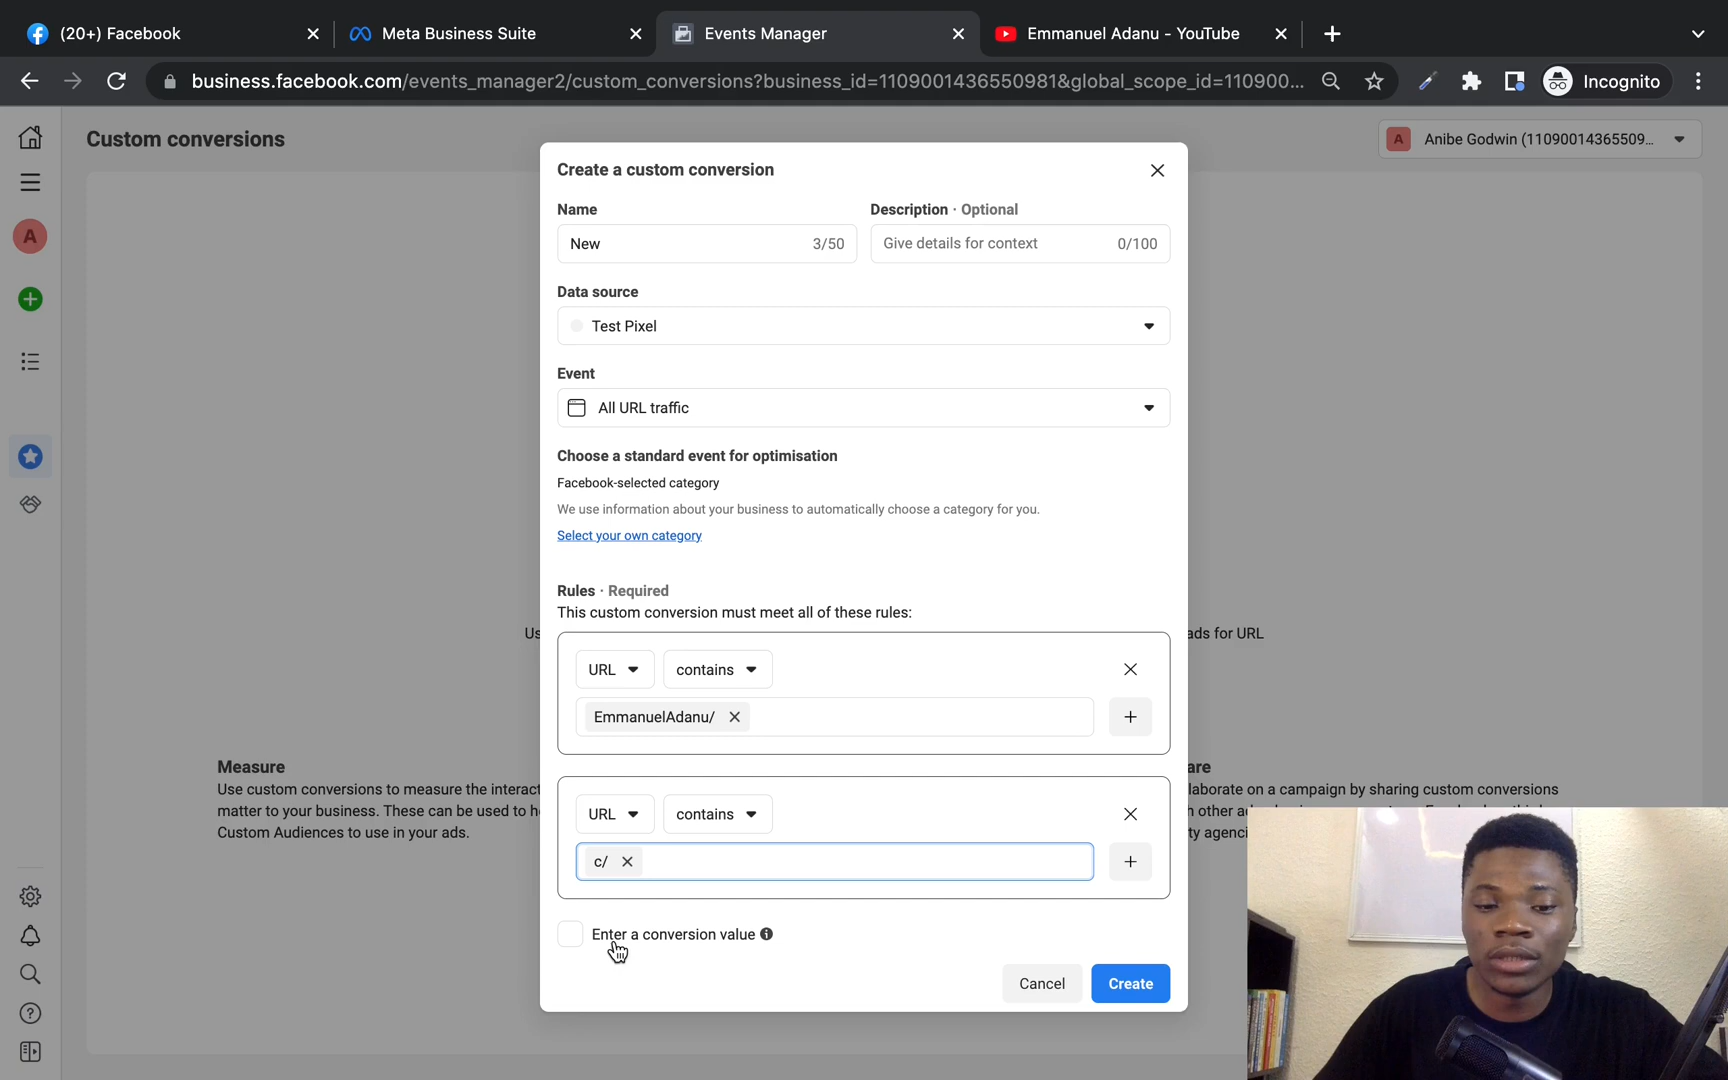 (20+) Facebook
Meta Business Suite
Events Manager
Emmanuel Adanu - YouTube
business.facebook.com/events_manager2/custom_conversions?business_id=1109001436550981&global_scope_id=110900...
Incognito
Custom conversions
A
Anibe Godwin (11090014365509...
A
Create a custom conversion
Name
Description · Optional
New
3/50
Give details for context
0/100
Data source
Test Pixel
Event
All URL traffic
Choose a standard event for optimisation
Facebook-selected category
We use information about your business to automatically choose a category for you.
Select your own category
Rules · Required
This custom conversion must meet all of these rules:
ads for URL
URL
contains
EmmanuelAdanu/
Measure
Use custom conversions to measure the interact
matter to your business. These can be used to h
Custom Audiences to use in your ads.
are
laborate on a campaign by sharing custom conversions
URL
contains
c/
Enter a conversion value
Cancel
Create